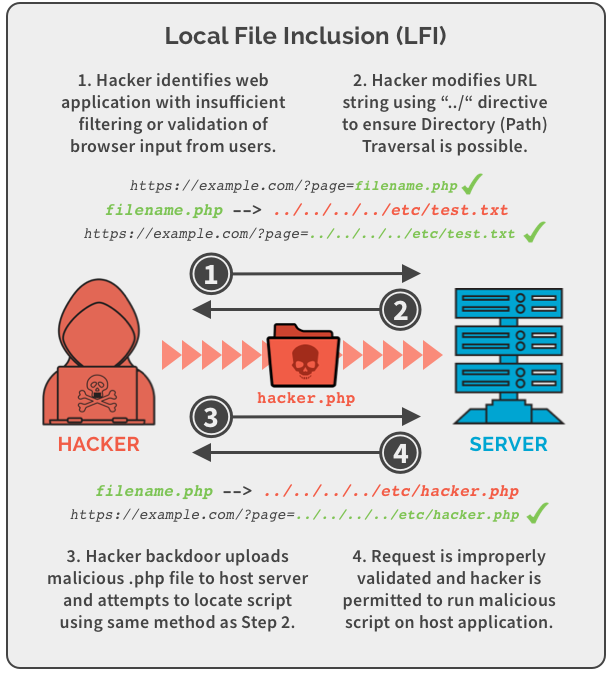 Local File Inclusion (LFI)
1. Hacker identifies web
application with insufficient
filtering or validation of
browser input from users.
2. Hacker modifies URL
string using “../“ directive
to ensure Directory (Path)
Traversal is possible.
https://example.com/?page=filename.php
filename.php --> ../../../../etc/test.txt
https://example.com/?page=../../../../etc/test.txt
1
2
hacker.php
3
4
HACKER
SERVER
filename.php --> ../../../../etc/hacker.php
https://example.com/?page=../../../../etc/hacker.php
3. Hacker backdoor uploads
malicious .php file to host server
and attempts to locate script
using same method as Step 2.
4. Request is improperly
validated and hacker is
permitted to run malicious
script on host application.